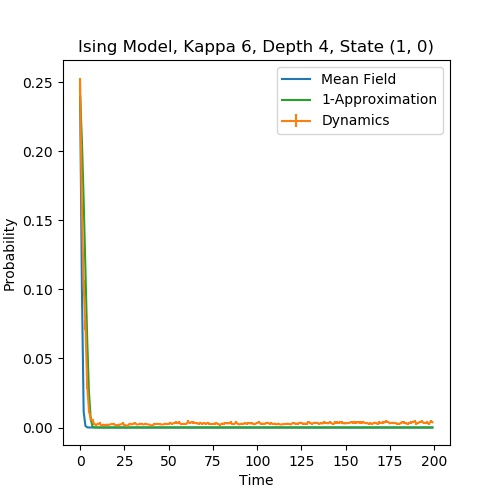 Ising Model, Kappa 6, Depth 4, State (1, 0)
Mean Field
1-Approximation
Dynamics
Probability
0.25
0.20
0.15
0.10
0.05
0.00
0 25 50 75 100 125 150 175 200
Time